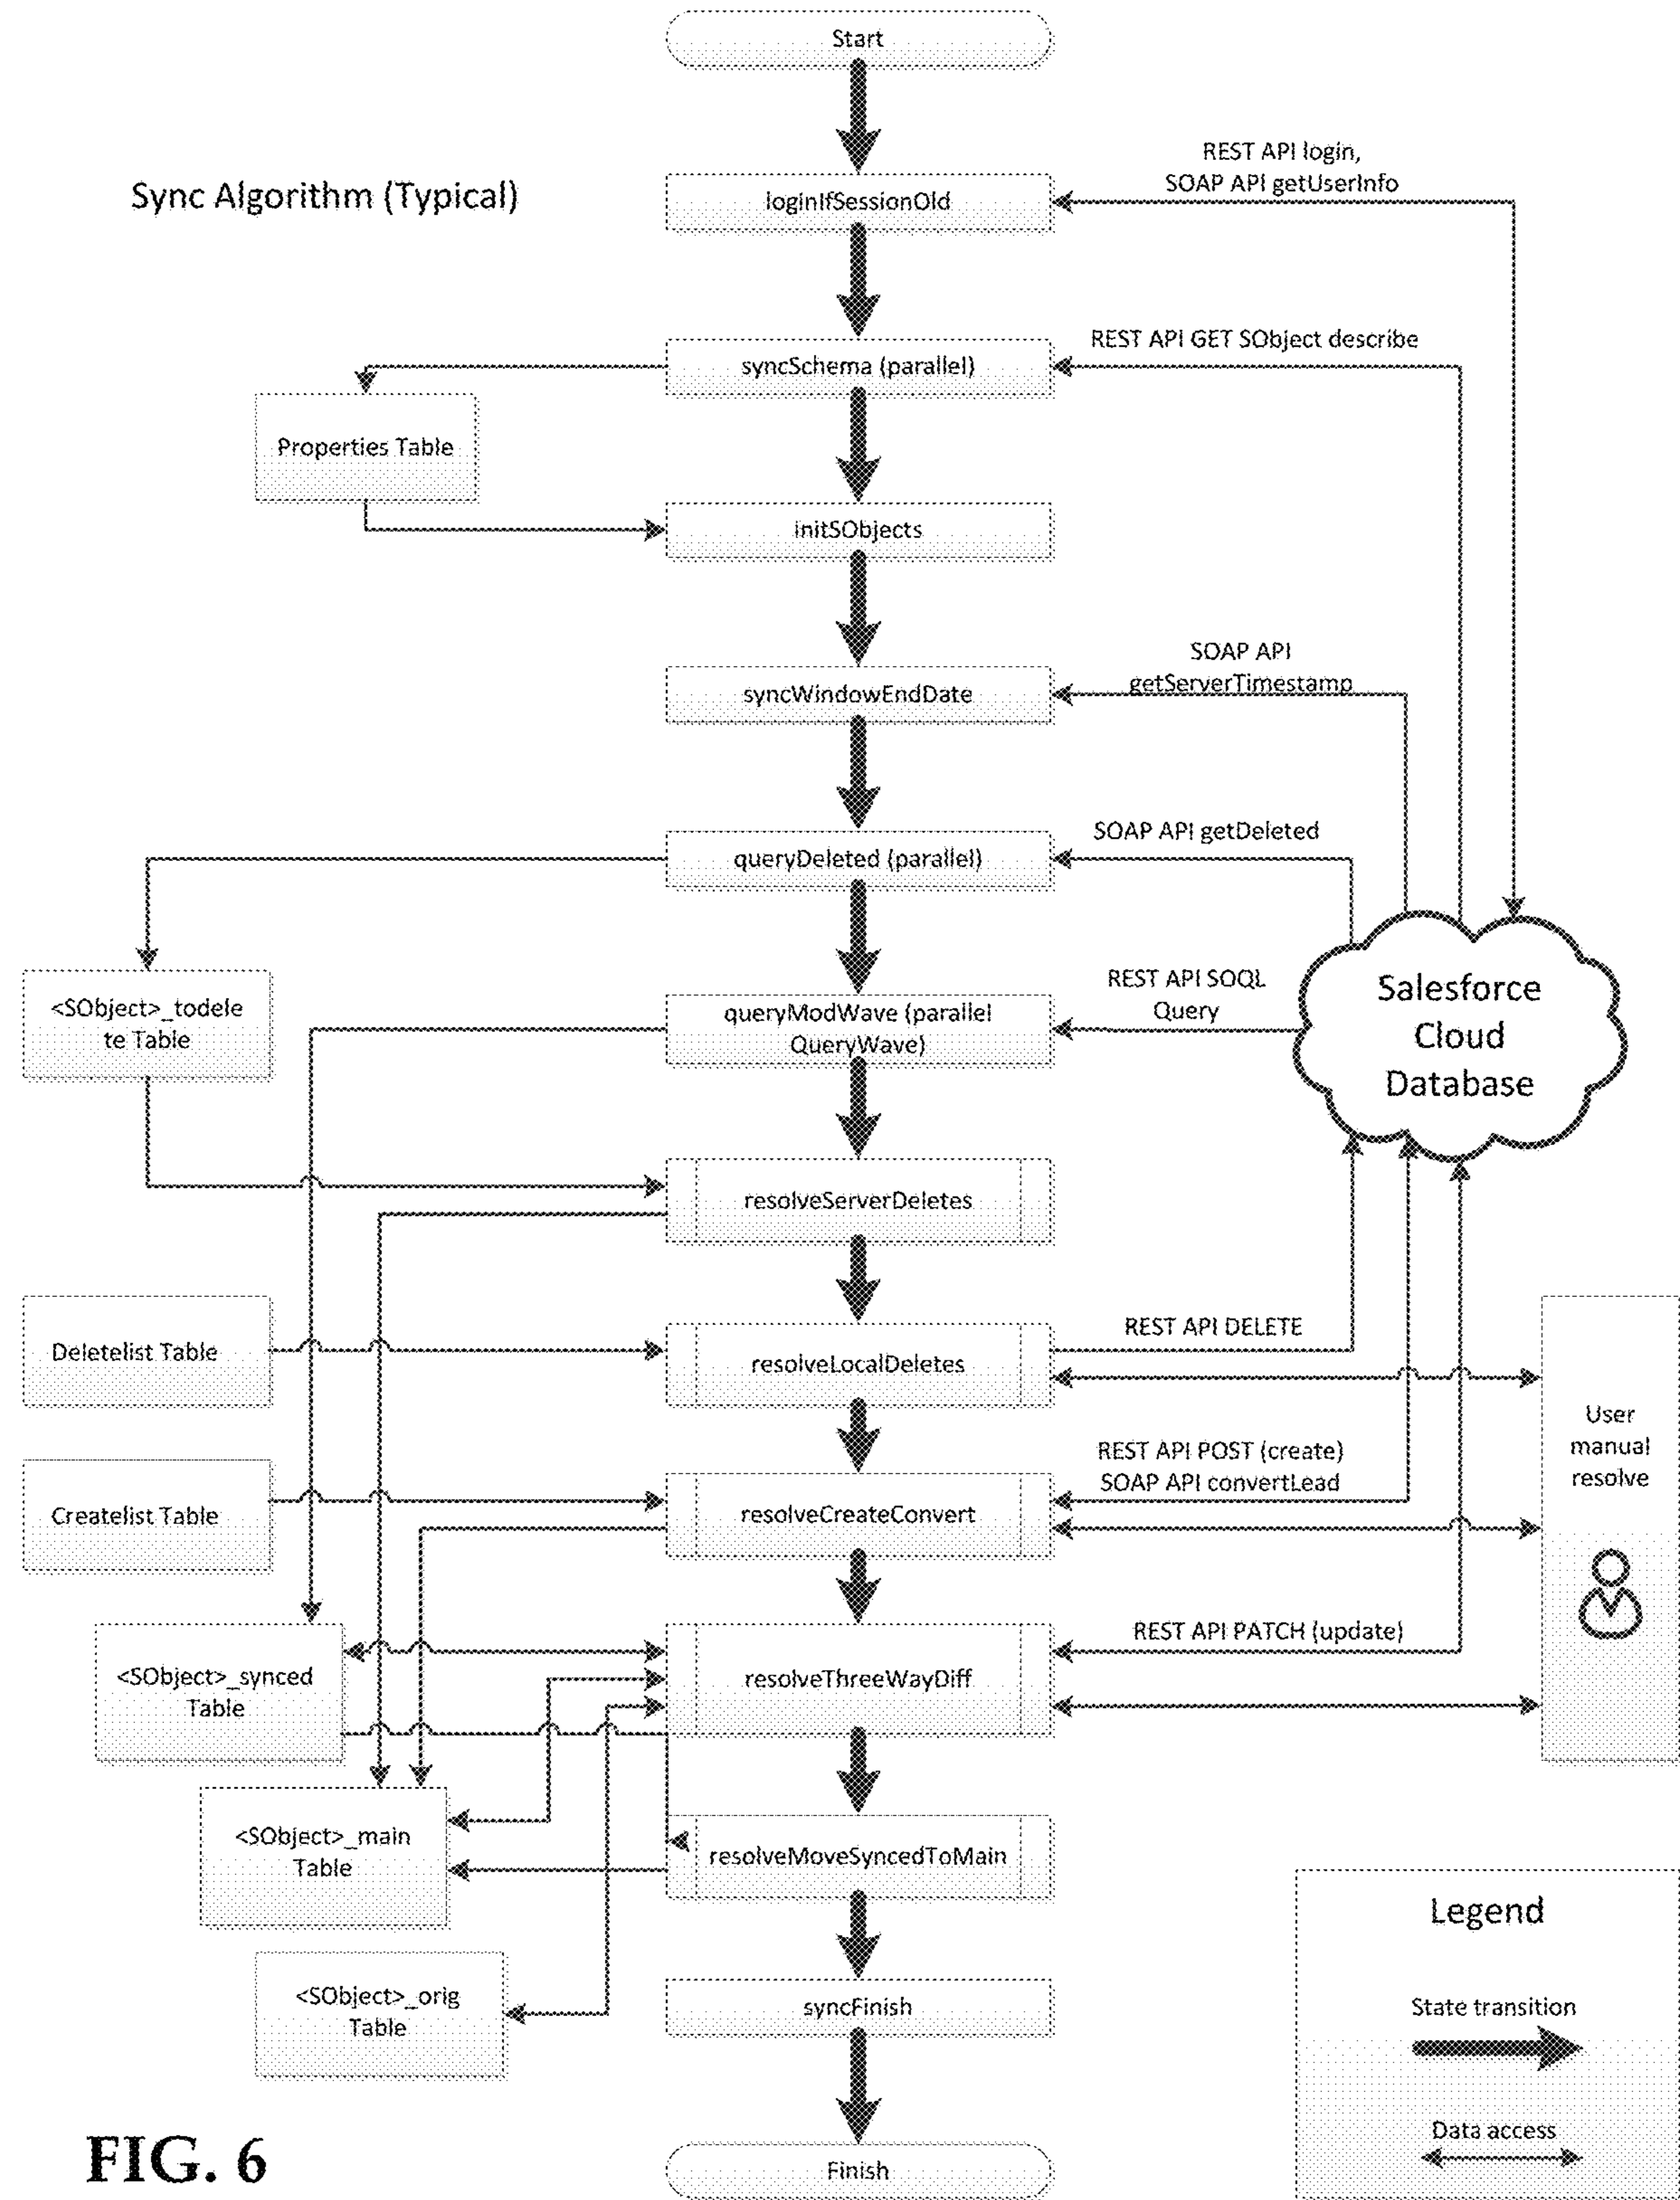 Start
REST API login,
SOAP API getUserInfo
Sync Algorithm (Typical)
loginIfSessionOld
REST API GET SObject describe
syncSchema (parallel)
Properties Table
initSObjects
SOAP API
getServerTimestamp
syncWindowEndDate
SOAP API getDeleted
queryDeleted (parallel)
<SObject>_todele
te Table
queryModWave (parallel
QueryWave)
REST API SOQL
Query
Salesforce
Cloud
Database
resolveServerDeletes
Deletelist Table
REST API DELETE
resolveLocalDeletes
User
manual
resolve
Createlist Table
REST API POST (create)
SOAP API convertLead
resolveCreateConvert
REST API PATCH (update)
<SObject>_synced
Table
resolveThreeWayDiff
<SObject>_main
Table
resolveMoveSyncedToMain
<SObject>_orig
Table
syncFinish
Legend
State transition
Data access
Finish
FIG. 6